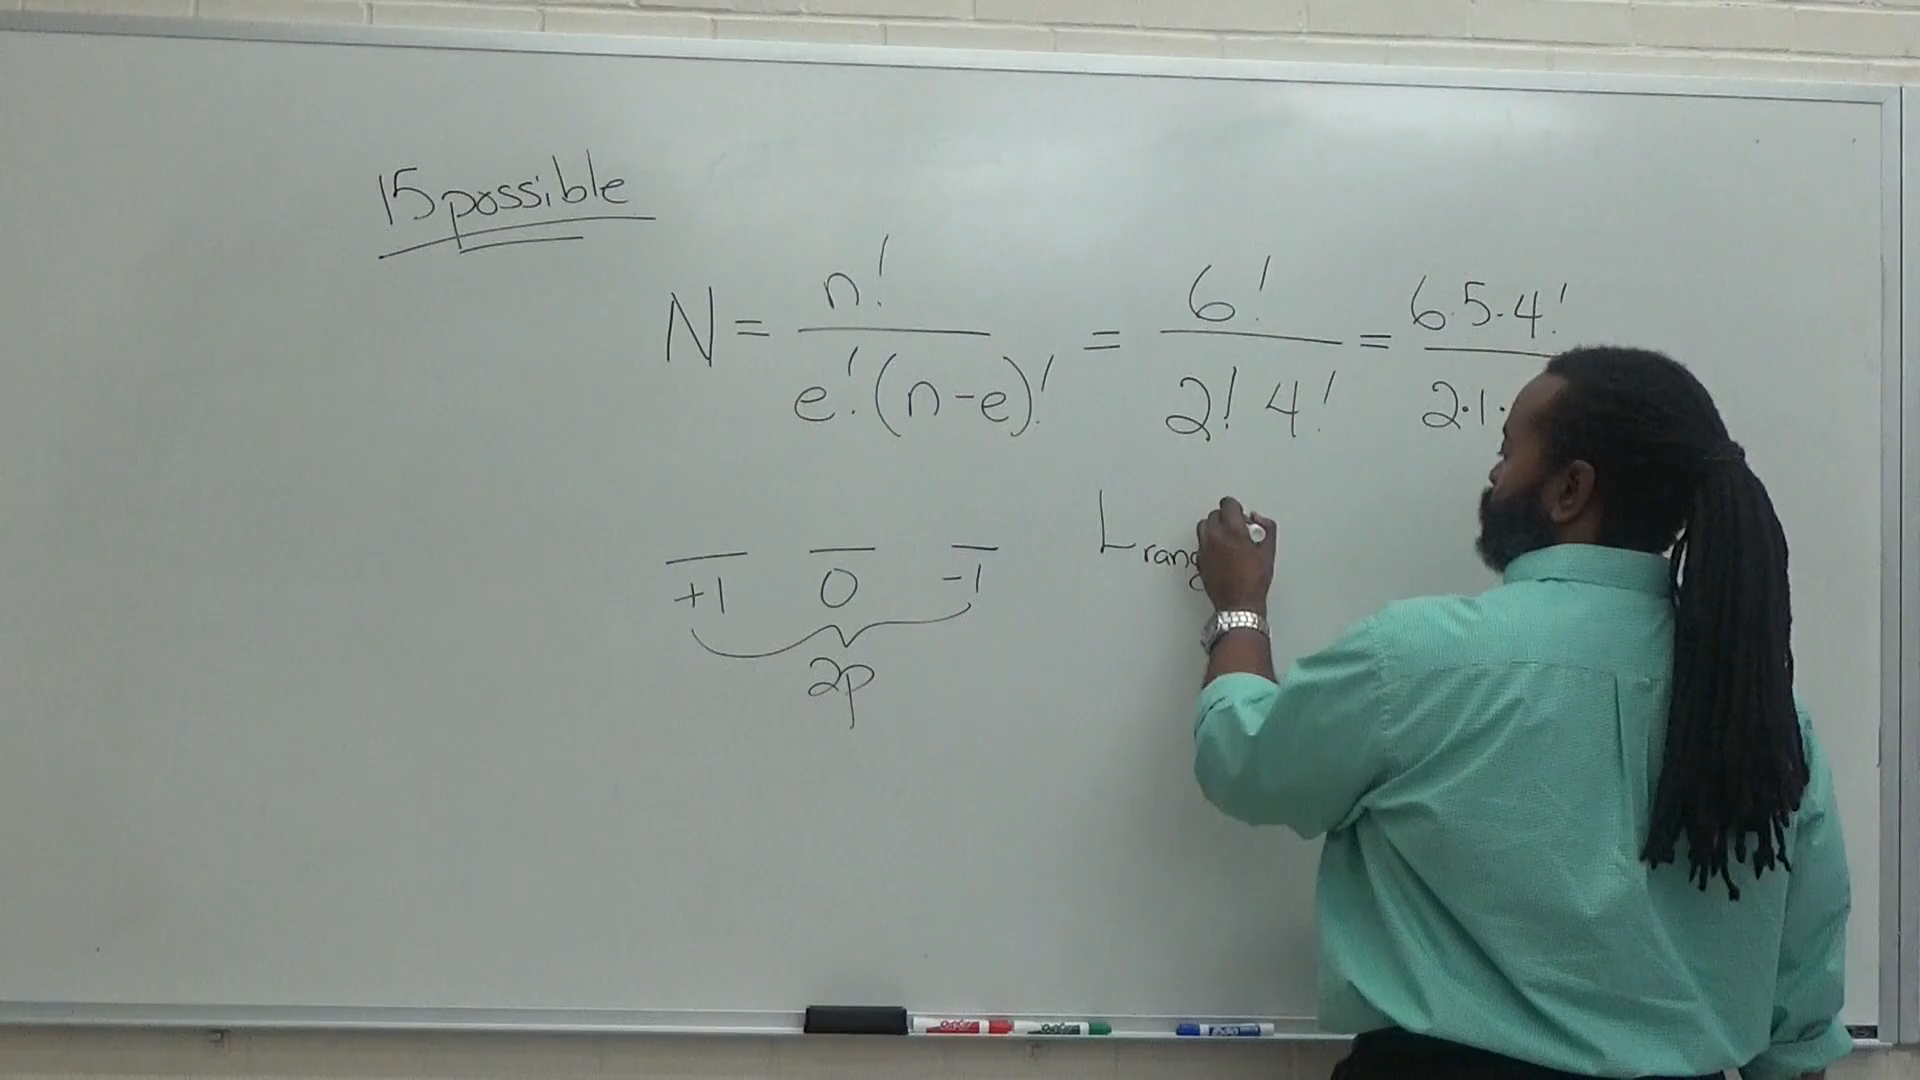 15 possible
N = n! / e!(n-e)! = 6! / 2! 4! = 6·5·4! / 2·1·
+1 0 -1
2p
L rang